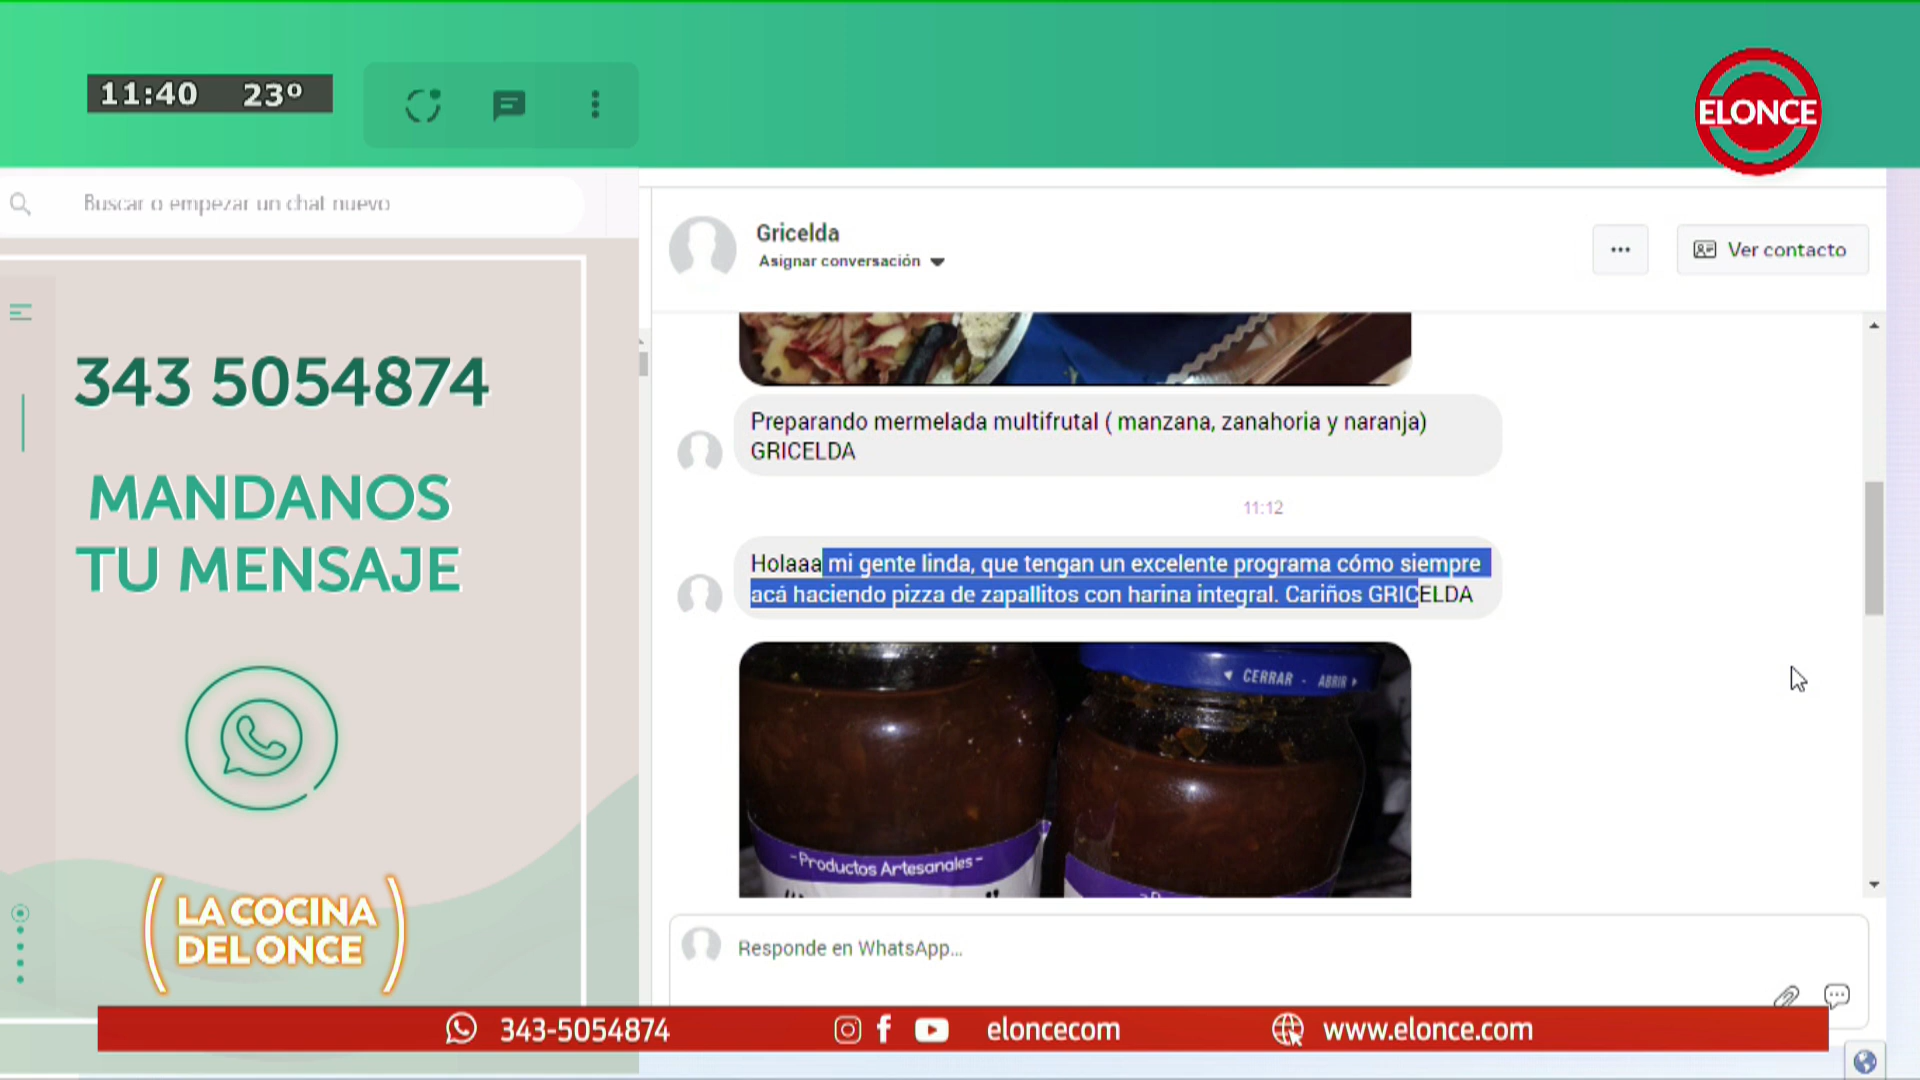 11:40 23º
ELONCE
Buscar o empezar un chat nuevo
343 5054874
MANDANOS
TU MENSAJE
LA COCINA
DEL ONCE
Gricelda
Asignar conversación
Ver contacto
Preparando mermelada multifrutal ( manzana, zanahoria y naranja)
GRICELDA
11:12
Holaaa mi gente linda, que tengan un excelente programa cómo siempre
acá haciendo pizza de zapallitos con harina integral. Cariños GRICELDA
CERRAR - ABRIR
-Productos Artesanales-
Responde en WhatsApp...
343-5054874 eloncecom www.elonce.com